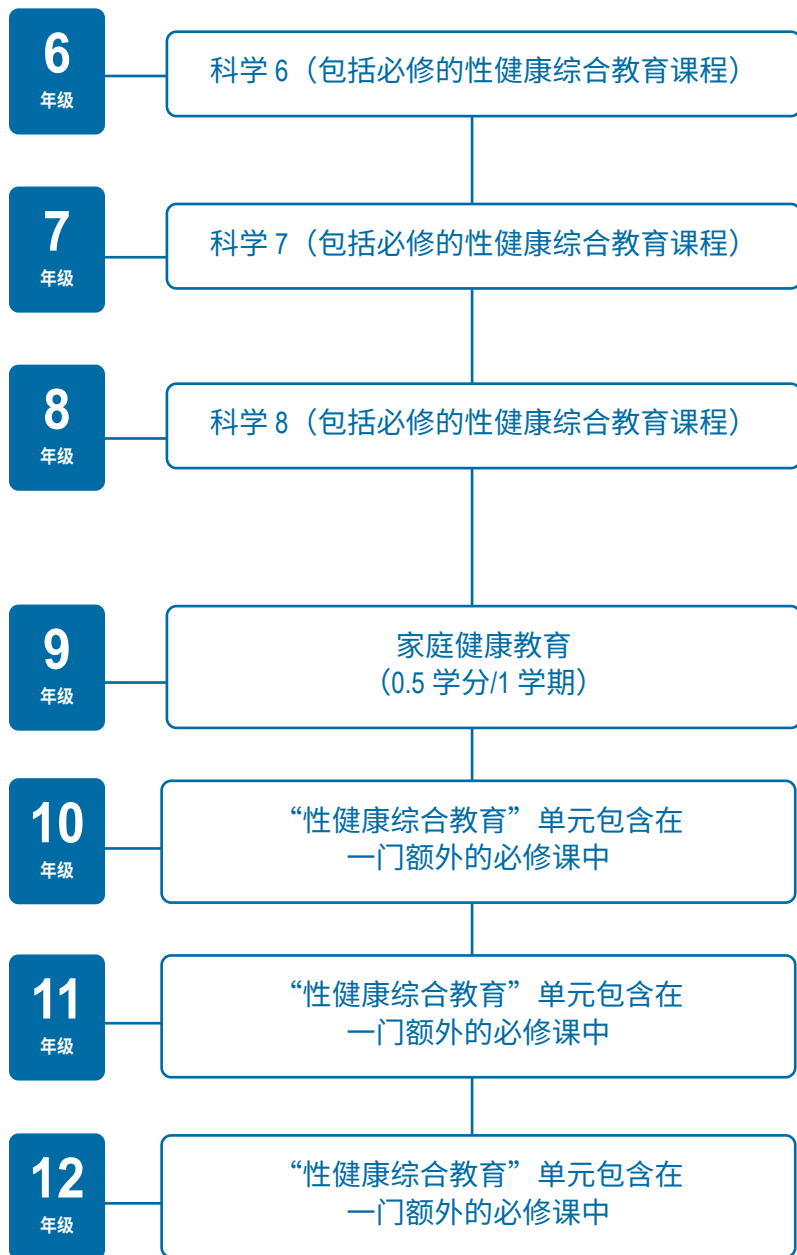 6
年级
科学 6（包括必修的性健康综合教育课程）
7
年级
科学 7（包括必修的性健康综合教育课程）
8
年级
科学 8（包括必修的性健康综合教育课程）
9
年级
家庭健康教育
（0.5 学分/1 学期）
10
年级
“性健康综合教育”单元包含在
一门额外的必修课中
11
年级
“性健康综合教育”单元包含在
一门额外的必修课中
12
年级
“性健康综合教育”单元包含在
一门额外的必修课中